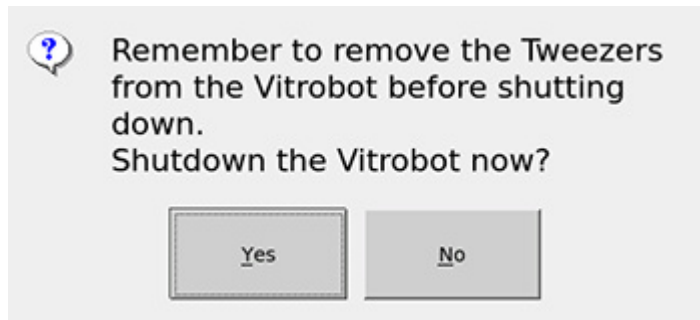 Remember to remove the Tweezers
from the Vitrobot before shutting
down.
Shutdown the Vitrobot now?
Yes
No